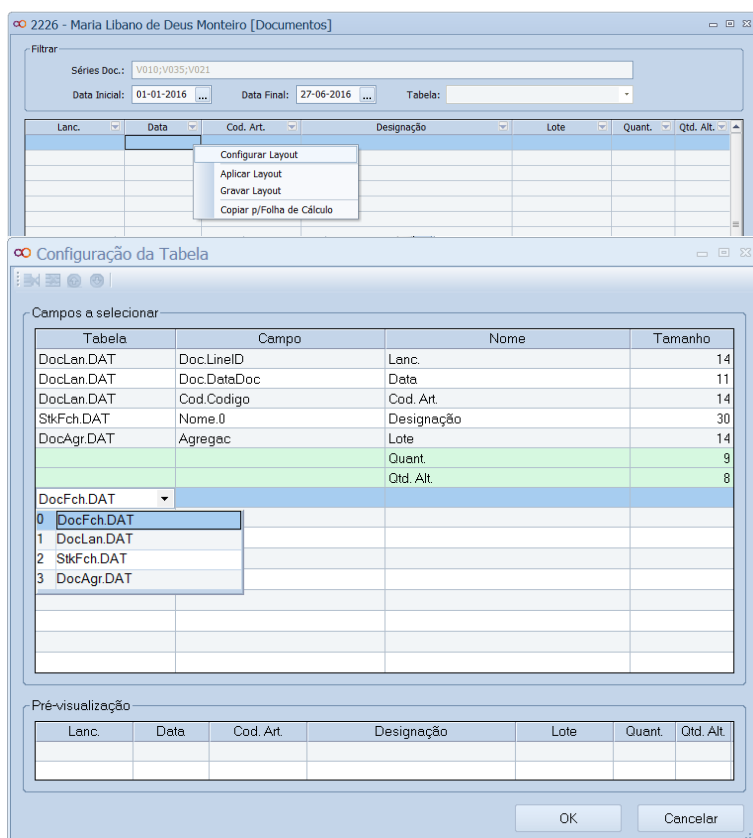 2226 - Maria Libano de Deus Monteiro [Documentos]
Filtrar
Séries Doc.: V010;V035;V021
Data Inicial: 01-01-2016 ... Data Final: 27-06-2016 ... Tabela:
Lanc. Data Cod. Art. Designação Lote Quant. Qtd. Alt.
Configurar Layout
Aplicar Layout
Gravar Layout
Copiar p/Folha de Cálculo
Configuração da Tabela
Campos a selecionar
Tabela Campo Nome Tamanho
DocLan.DAT Doc.LineID Lanc. 14
DocLan.DAT Doc.DataDoc Data 11
DocLan.DAT Cod.Codigo Cod. Art. 14
StkFch.DAT Nome.0 Designação 30
DocAgr.DAT Agregac Lote 14
Quant. 9
Qtd. Alt. 8
DocFch.DAT
0 DocFch.DAT
1 DocLan.DAT
2 StkFch.DAT
3 DocAgr.DAT
Pré-visualização
Lanc. Data Cod. Art. Designação Lote Quant. Qtd. Alt.
OK Cancelar